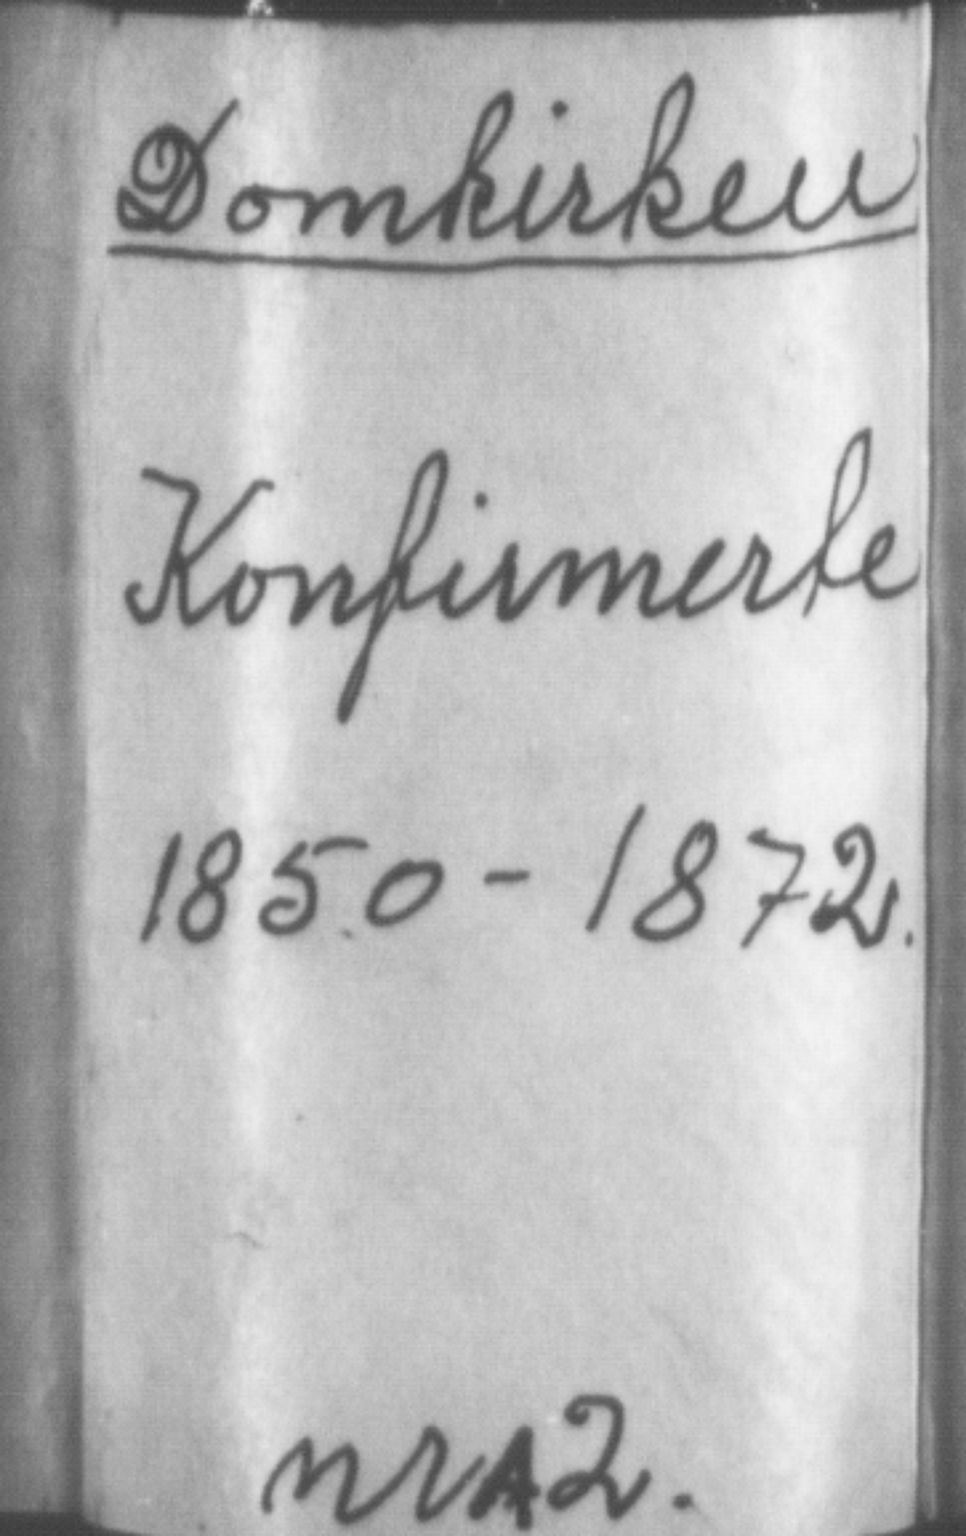 Domkirken
Konfirmerte
1850-1872.
nr A2.